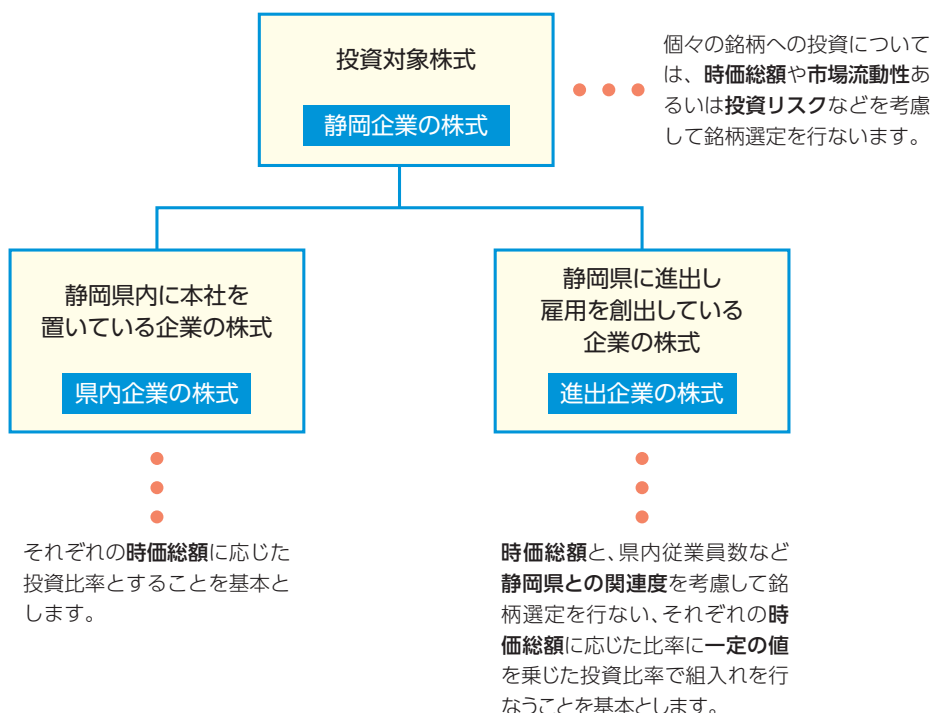 投資対象株式
静岡企業の株式
個々の銘柄への投資について
は、時価総額や市場流動性あ
るいは投資リスクなどを考慮
して銘柄選定を行ないます。
静岡県内に本社を
置いている企業の株式
県内企業の株式
静岡県に進出し
雇用を創出している
企業の株式
進出企業の株式
それぞれの時価総額に応じた
投資比率とすることを基本と
します。
時価総額と、県内従業員数など
静岡県との関連度を考慮して銘
柄選定を行ない、それぞれの時
価総額に応じた比率に一定の値
を乗じた投資比率で組入れを行
なうことを基本とします。